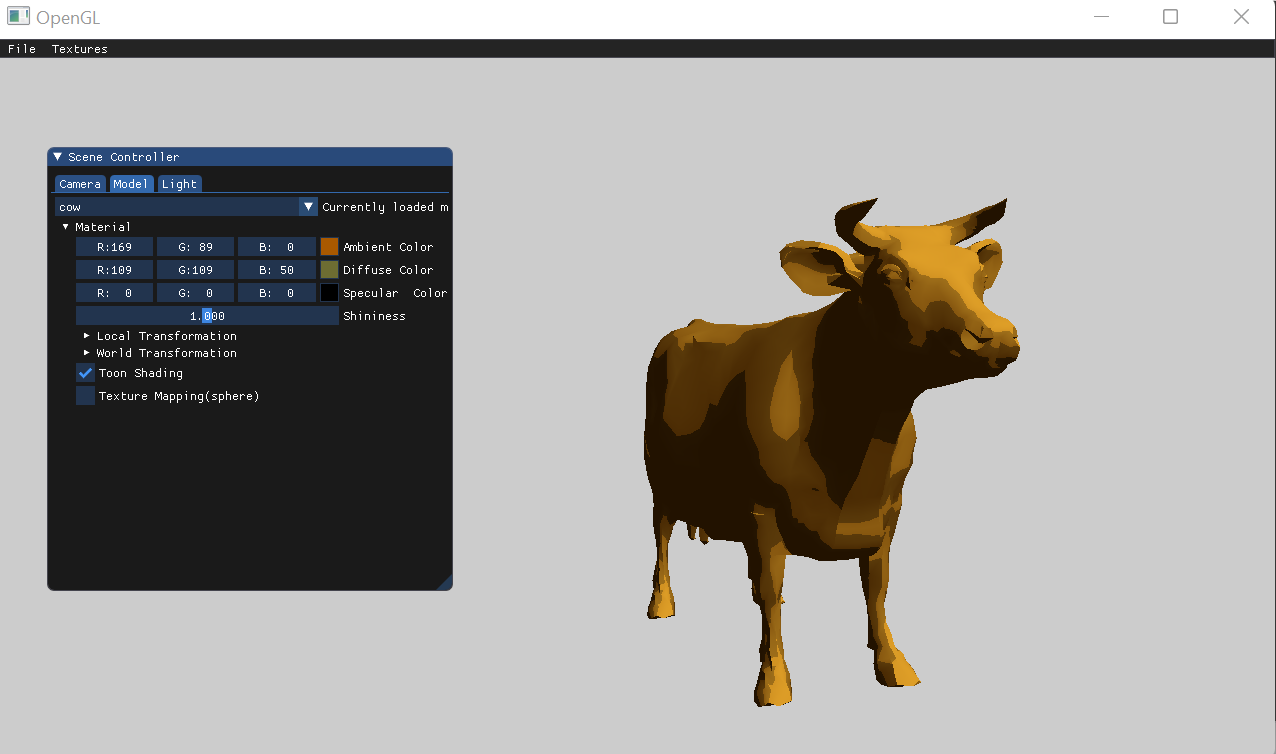 OpenGL
File Textures
Scene Controller
Camera Model Light
cow Currently loaded m
Material
R:169 G: 89 B: 0 Ambient Color
R:109 G:109 B: 50 Diffuse Color
R: 0 G: 0 B: 0 Specular Color
1.000 Shininess
Local Transformation
World Transformation
Toon Shading
Texture Mapping(sphere)